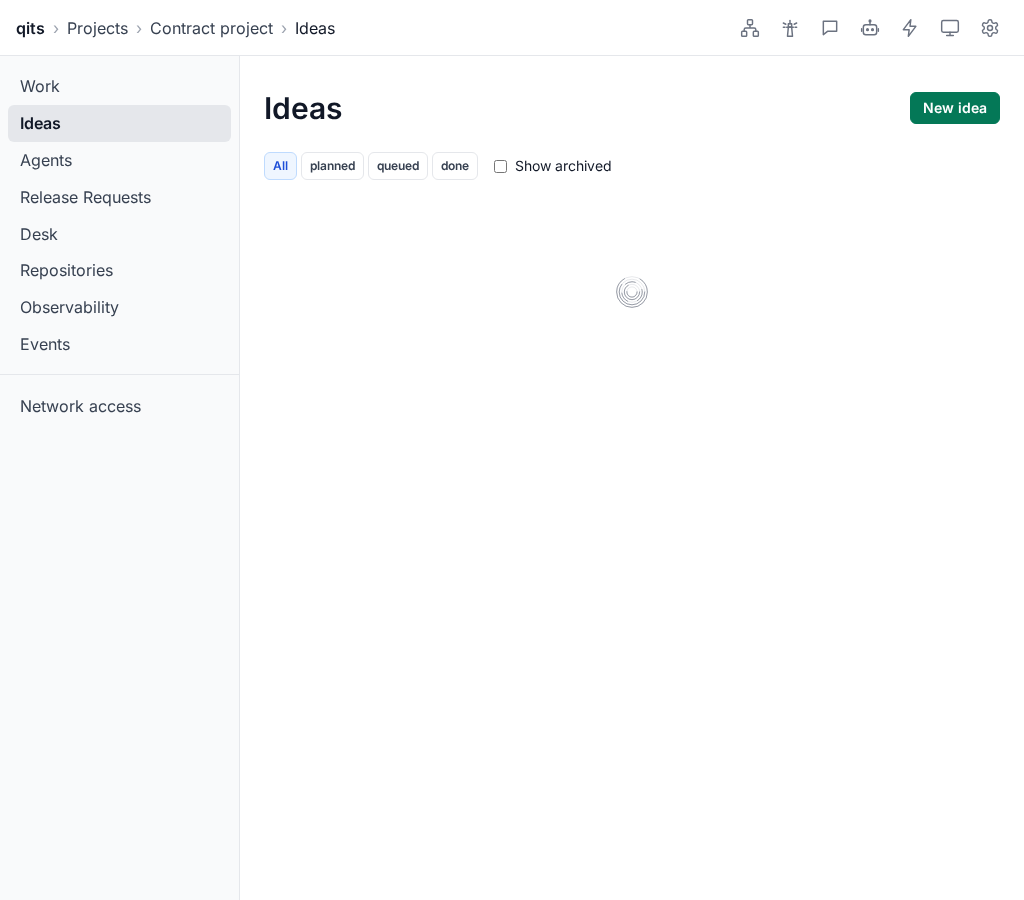 qits › Projects › Contract project › Ideas
Work
Ideas
Agents
Release Requests
Desk
Repositories
Observability
Events
Network access
Ideas
New idea
All planned queued done Show archived